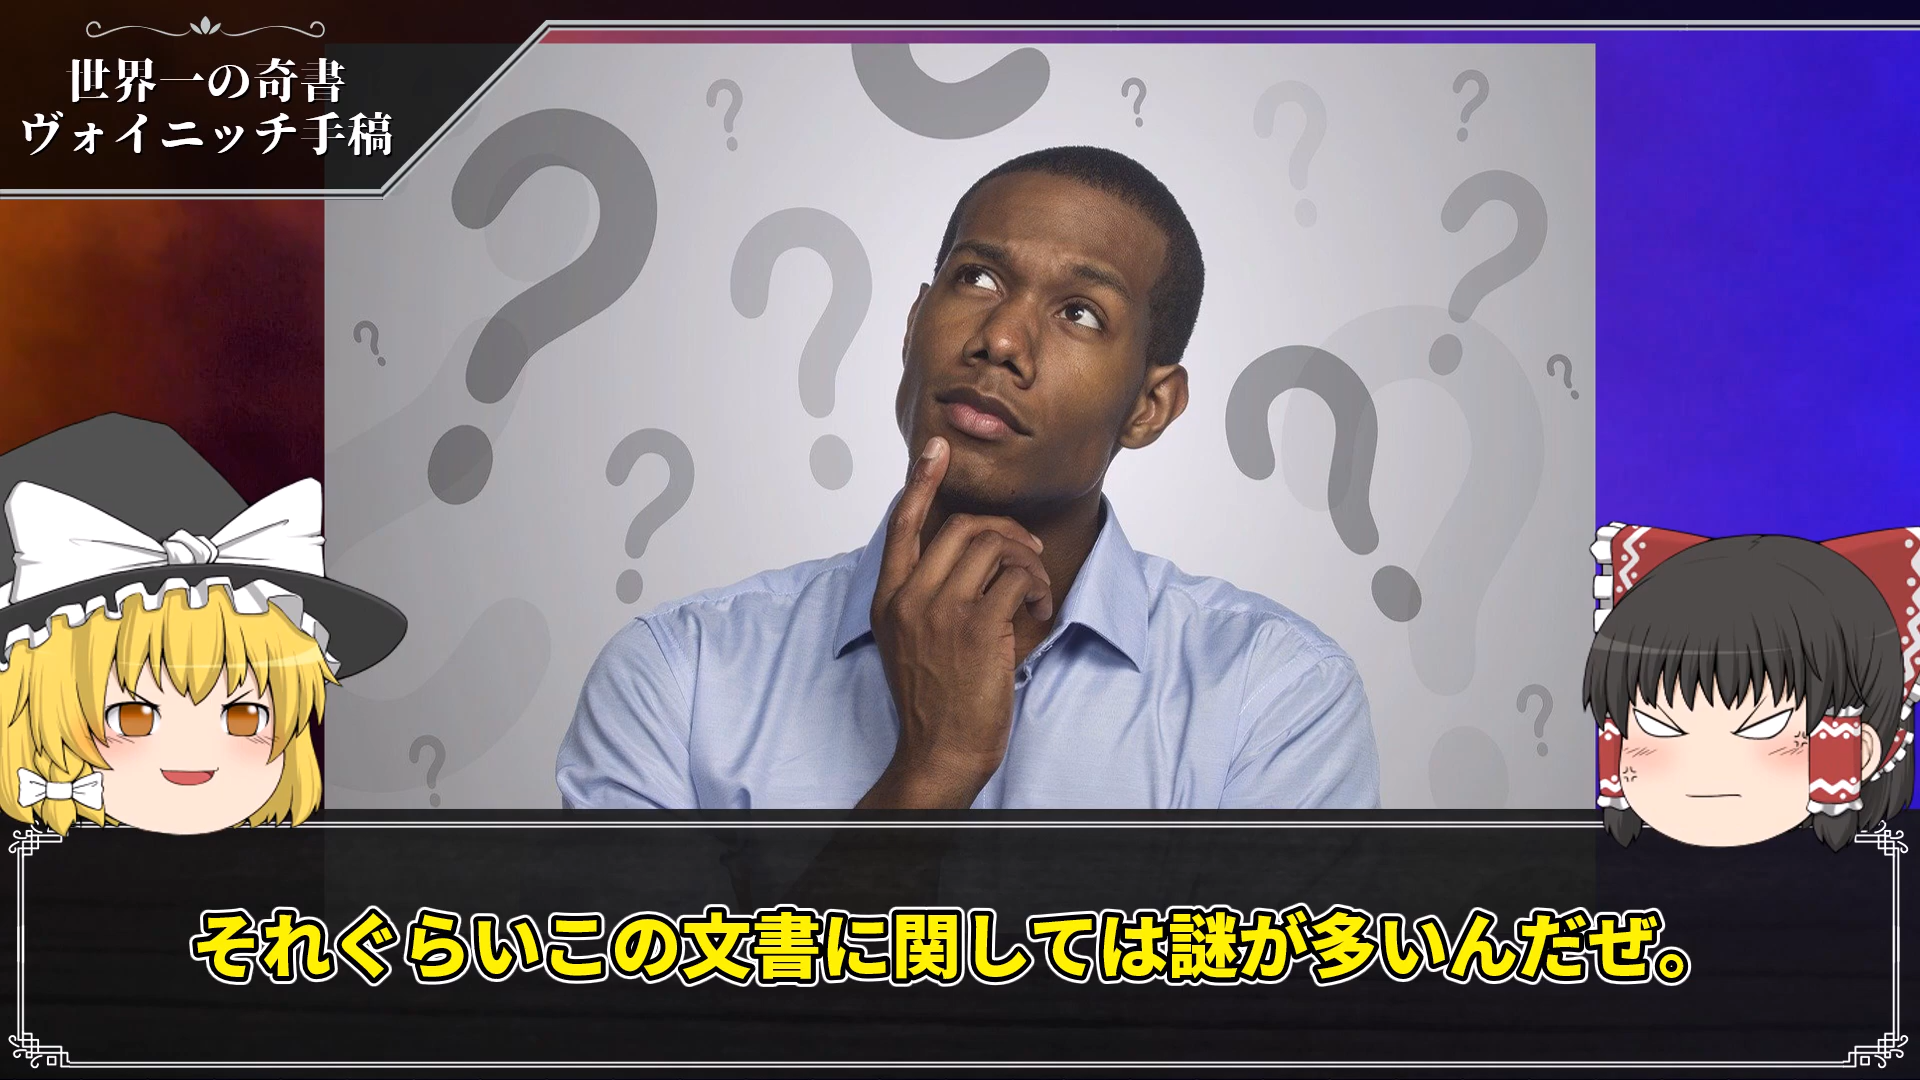 世界一の奇書
ヴォイニッチ手稿
それぐらいこの文書に関しては謎が多いんだぜ。